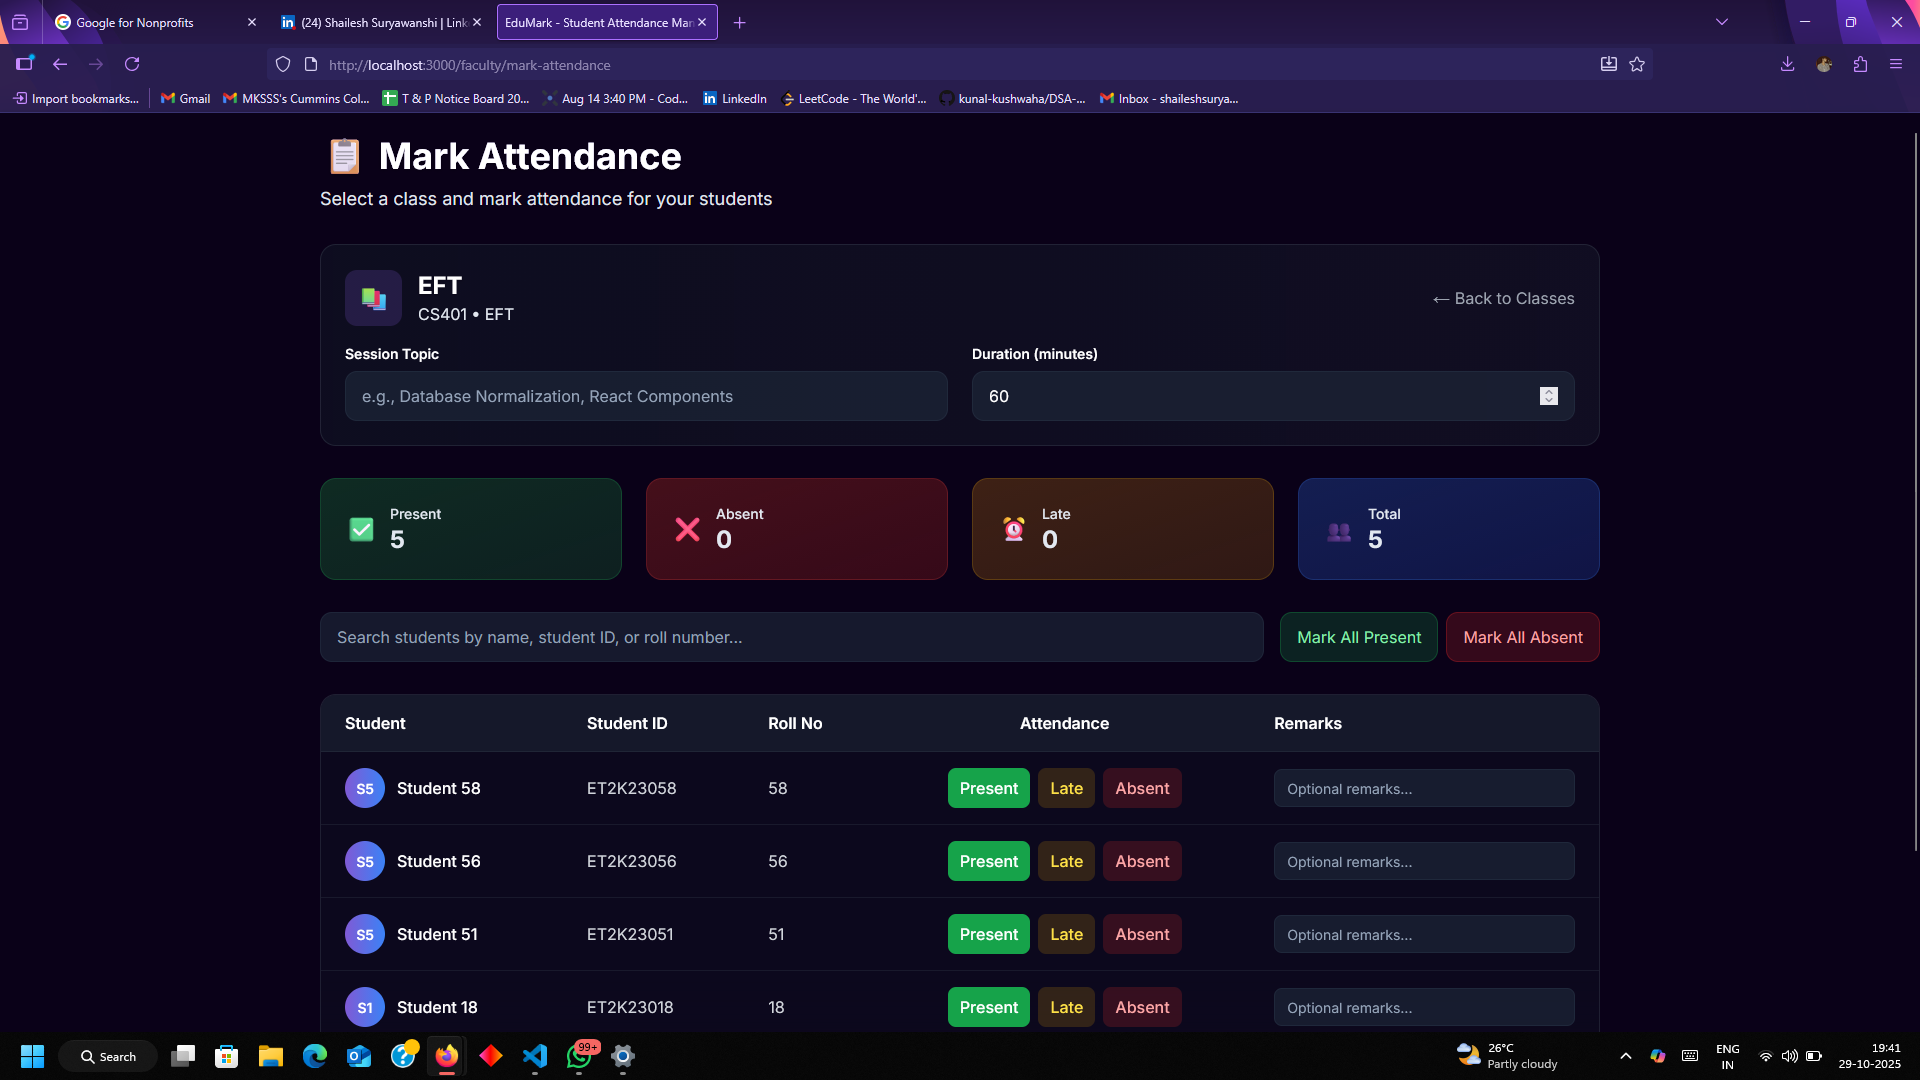 Google for Nonprofits
(24) Shailesh Suryawanshi | Link
EduMark - Student Attendance Man
http://localhost:3000/faculty/mark-attendance
Import bookmarks...
Gmail
MKSSS's Cummins Col...
T & P Notice Board 20...
Aug 14 3:40 PM - Cod...
LinkedIn
LeetCode - The World'...
kunal-kushwaha/DSA-...
Inbox - shaileshsurya...
Mark Attendance
Select a class and mark attendance for your students
EFT
CS401 • EFT
← Back to Classes
Session Topic
Duration (minutes)
e.g., Database Normalization, React Components
60
Present
5
Absent
0
Late
0
Total
5
Search students by name, student ID, or roll number...
Mark All Present
Mark All Absent
Student Student ID Roll No Attendance Remarks
S5 Student 58 ET2K23058 58 Present Late Absent Optional remarks...
S5 Student 56 ET2K23056 56 Present Late Absent Optional remarks...
S5 Student 51 ET2K23051 51 Present Late Absent Optional remarks...
S1 Student 18 ET2K23018 18 Present Late Absent Optional remarks...
Search
99+
26°C
Partly cloudy
ENG
IN
19:41
29-10-2025